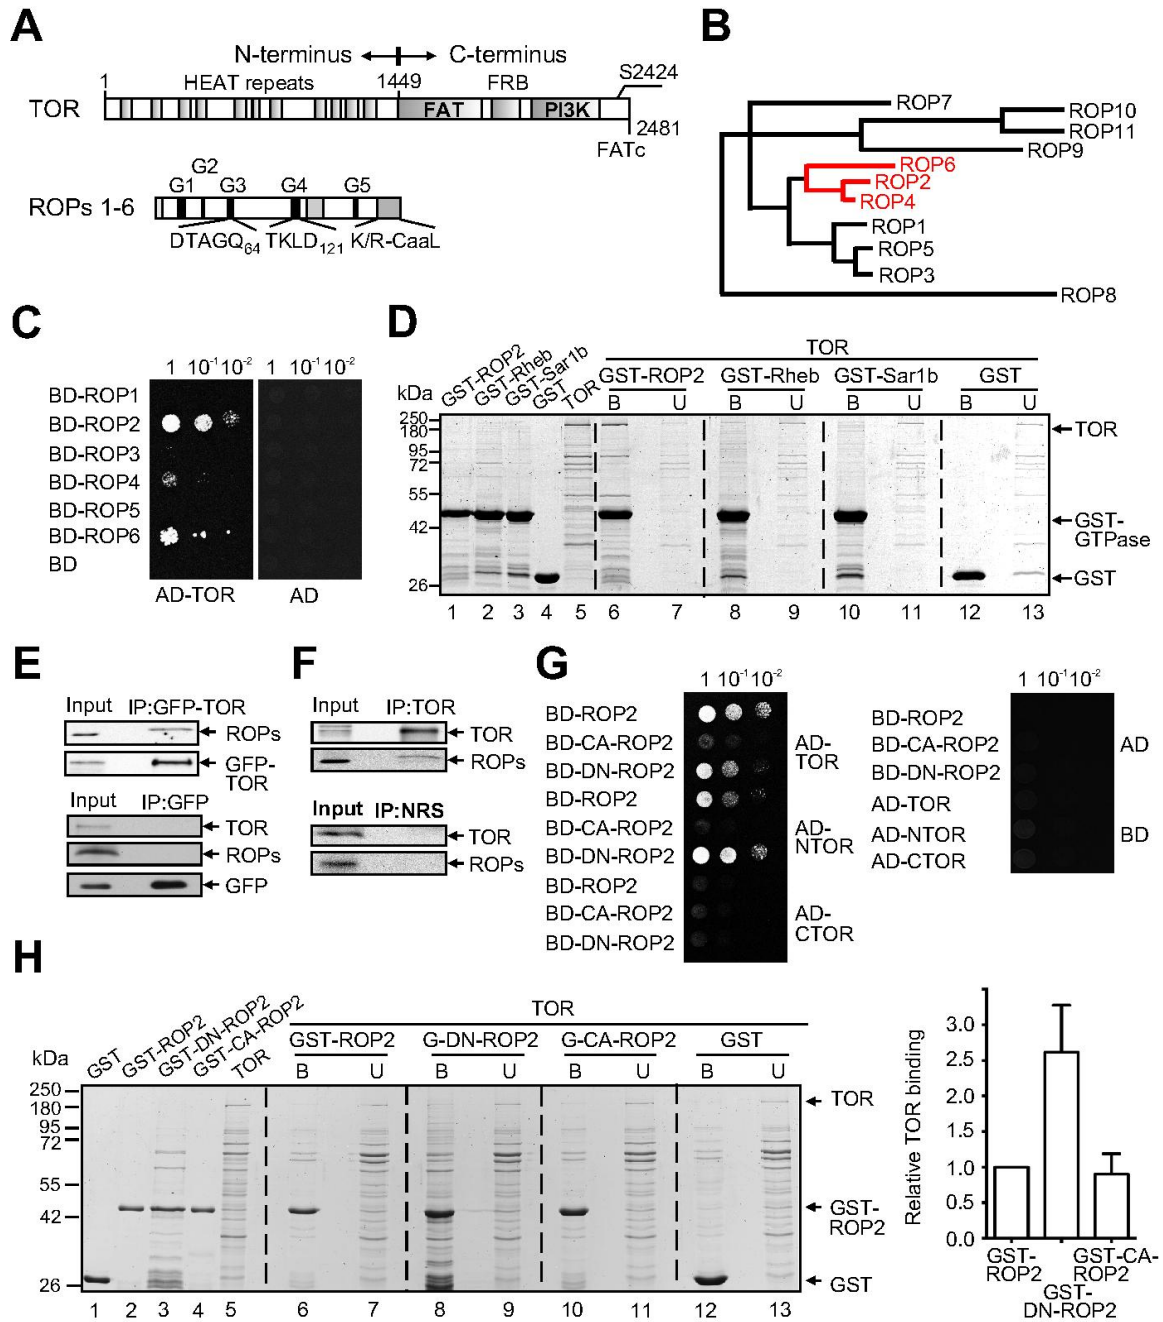 A
N-terminus C-terminus
1 HEAT repeats 1449 FRB S2424
TOR FAT PI3K
2481
FATc
G2
G1 G3 G4 G5
ROPs 1-6
DTAGQ64 TKLD121 K/R-CaaL
B
ROP7
ROP10
ROP11
ROP9
ROP6
ROP2
ROP4
ROP1
ROP5
ROP3
ROP8
C
1 10-1 10-2 1 10-1 10-2
BD-ROP1
BD-ROP2
BD-ROP3
BD-ROP4
BD-ROP5
BD-ROP6
BD
AD-TOR AD
D
GST-ROP2
GST-Rheb
GST-Sar1b
GST
TOR
TOR
GST-ROP2 GST-Rheb GST-Sar1b GST
kDa B U B U B U B U
250
180
95
72
55
42
26
TOR
GST-
GTPase
GST
1 2 3 4 5 6 7 8 9 10 11 12 13
E
Input IP:GFP-TOR
ROPs
GFP-
TOR
Input IP:GFP
TOR
ROPs
GFP
F
Input IP:TOR
TOR
ROPs
Input IP:NRS
TOR
ROPs
G
1 10-1 10-2
BD-ROP2
BD-CA-ROP2
BD-DN-ROP2
AD-
TOR
BD-ROP2
BD-CA-ROP2
BD-DN-ROP2
AD-
NTOR
BD-ROP2
BD-CA-ROP2
BD-DN-ROP2
AD-
CTOR
1 10-1 10-2
BD-ROP2
BD-CA-ROP2
BD-DN-ROP2
AD
AD-TOR
AD-NTOR
AD-CTOR
BD
H
GST
GST-ROP2
GST-DN-ROP2
GST-CA-ROP2
TOR
TOR
GST-ROP2 G-DN-ROP2 G-CA-ROP2 GST
kDa B U B U B U B U
250
180
95
72
55
42
26
TOR
GST-
ROP2
GST
1 2 3 4 5 6 7 8 9 10 11 12 13
Relative TOR binding
3.0
2.5
2.0
1.5
1.0
0.5
0.0
GST-
ROP2
GST-
DN-ROP2
GST-CA-
ROP2